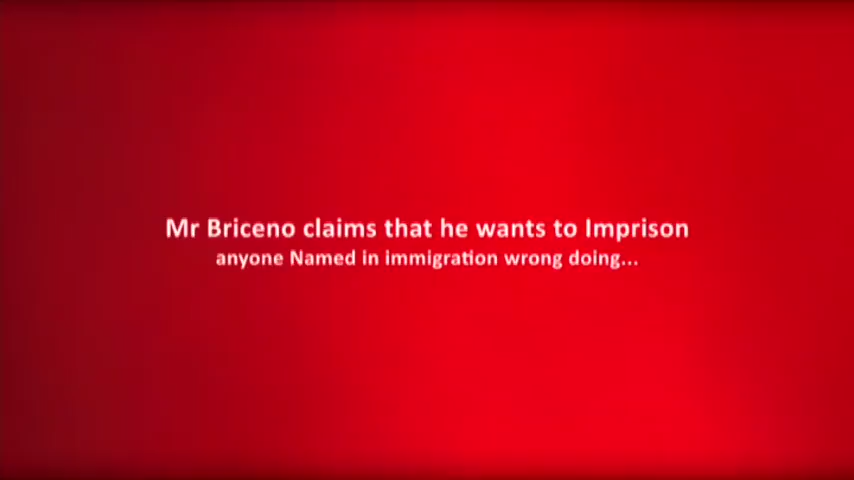 Mr Briceno claims that he wants to Imprison
anyone Named in immigration wrong doing...